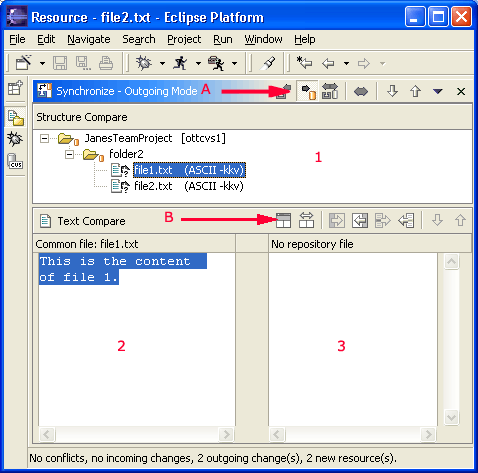 Resource - file2.txt - Eclipse Platform
File Edit Navigate Search Project Run Window Help
Synchronize - Outgoing Mode A
Structure Compare
JanesTeamProject [ottcvs1]
1
folder2
file1.txt (ASCII -kkv)
file2.txt (ASCII -kkv)
CVS
Text Compare B
Common file: file1.txt No repository file
This is the content
of file 1.
2 3
No conflicts, no incoming changes, 2 outgoing change(s), 2 new resource(s).